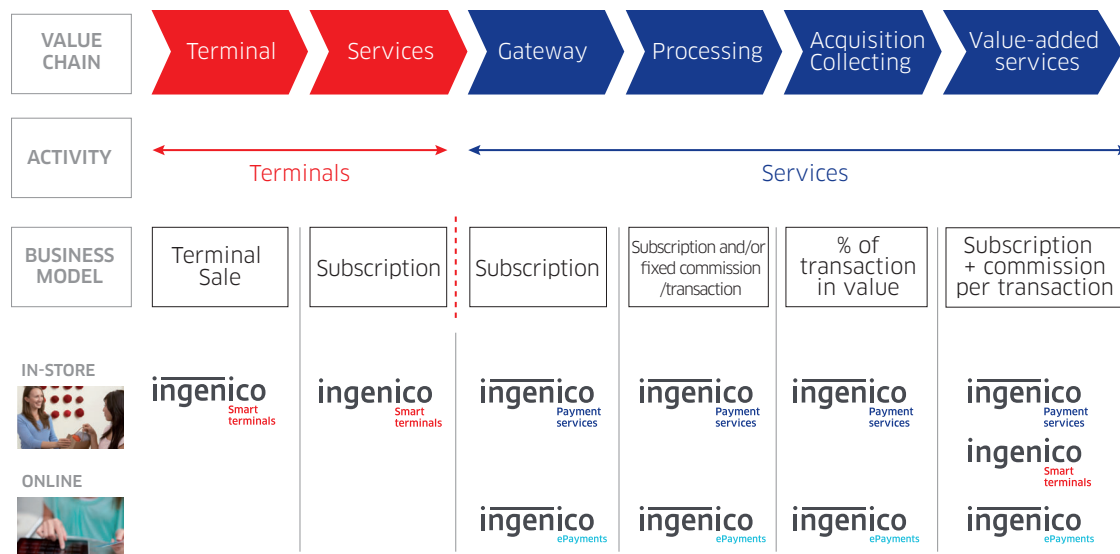 VALUE
CHAIN
Terminal
Services
Gateway
Processing
Acquisition
Collecting
Value-added
services
ACTIVITY
Terminals
Services
BUSINESS
MODEL
Terminal
Sale
Subscription
Subscription
Subscription and/or
fixed commission
/transaction
% of
transaction
in value
Subscription
+ commission
per transaction
IN-STORE
ingenico
Smart
terminals
ingenico
Smart
terminals
ingenico
Payment
services
ingenico
Payment
services
ingenico
Payment
services
ingenico
Payment
services
ingenico
Smart
terminals
ONLINE
ingenico
ePayments
ingenico
ePayments
ingenico
ePayments
ingenico
ePayments